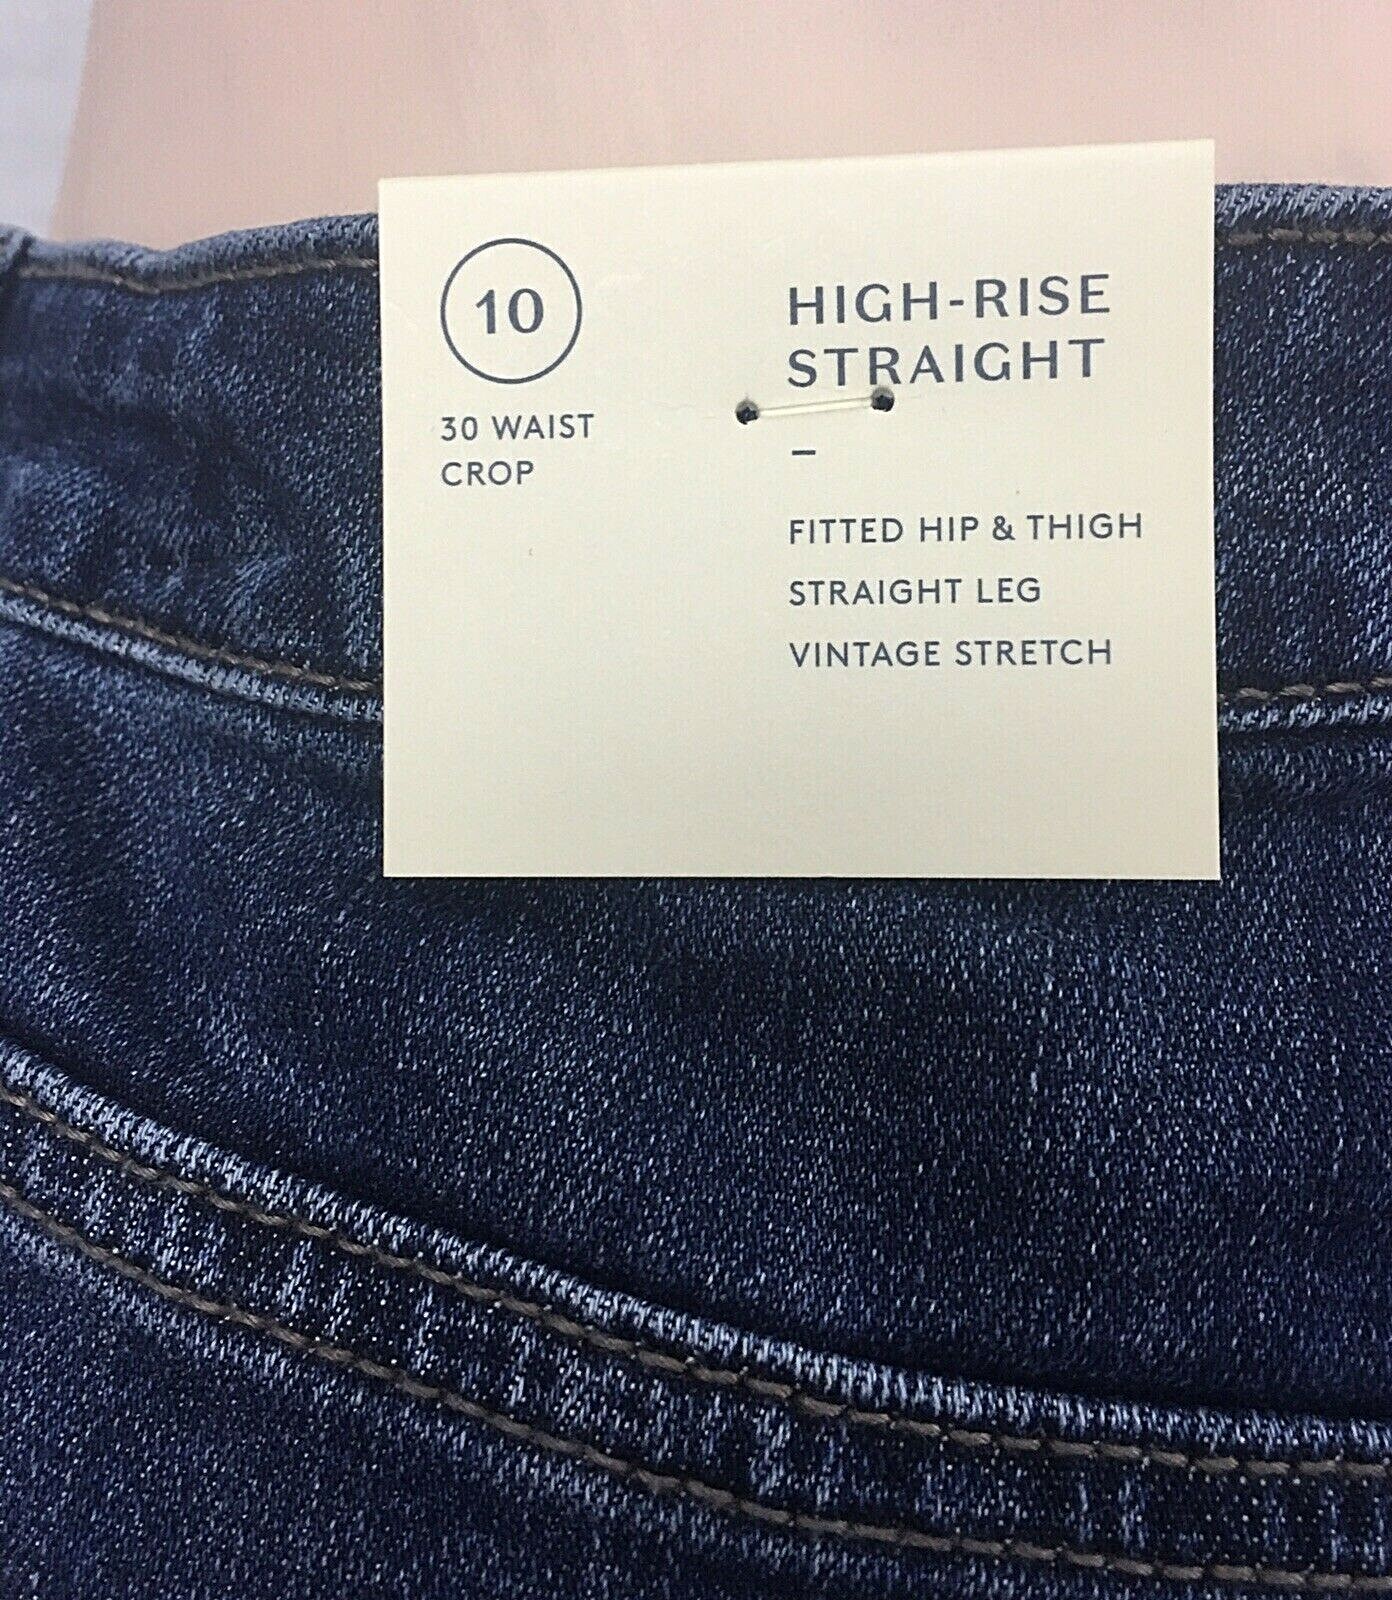 10
30 WAIST
CROP
HIGH-RISE
STRAIGHT
–
FITTED HIP & THIGH
STRAIGHT LEG
VINTAGE STRETCH